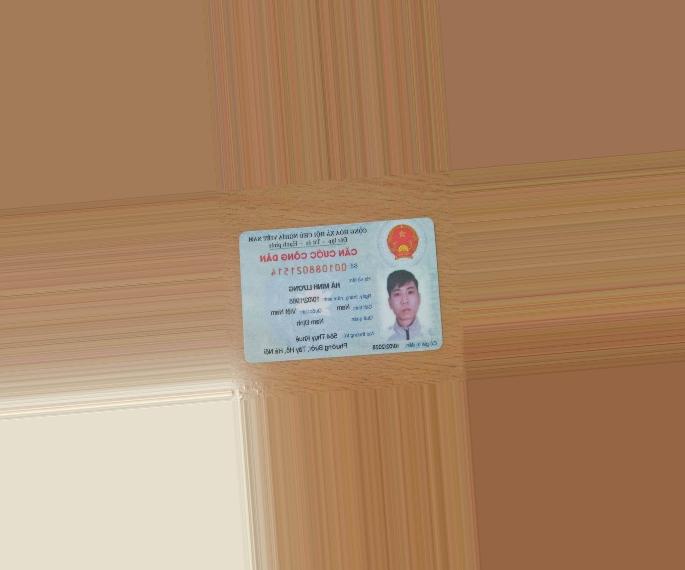 CỘNG HÒA XÃ HỘI CHỦ NGHĨA VIỆT NAM
Độc lập - Tự do - Hạnh phúc
CĂN CƯỚC CÔNG DÂN
Số 001088021514
Họ và tên
HÀ MINH LƯƠNG
Ngày, tháng, năm sinh 10/02/1988
Giới tính: Nam Quốc tịch Việt Nam
Quê quán
Nam Định
Nơi thường trú 564 Thụy Khuê
Phường Bưởi, Tây Hồ, Hà Nội
Có giá trị đến 10/02/2028